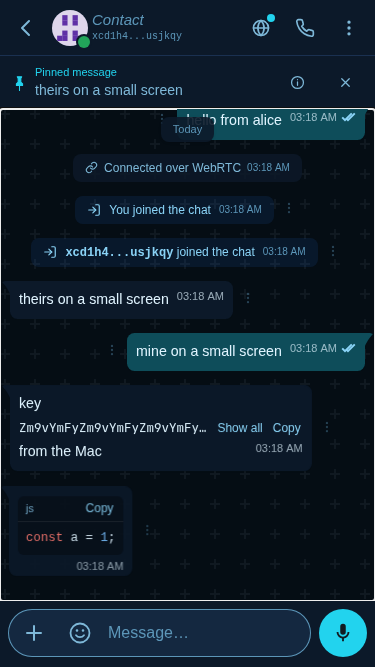 Contact
xcd1h4...usjkqy
Pinned message
theirs on a small screen
hello from alice 03:18 AM
Today
Connected over WebRTC 03:18 AM
You joined the chat 03:18 AM
xcd1h4...usjkqy joined the chat 03:18 AM
theirs on a small screen 03:18 AM
mine on a small screen 03:18 AM
key
Zm9vYmFyZm9vYmFyZm9vYmFy… Show all Copy
from the Mac 03:18 AM
js Copy
const a = 1;
03:18 AM
Message…